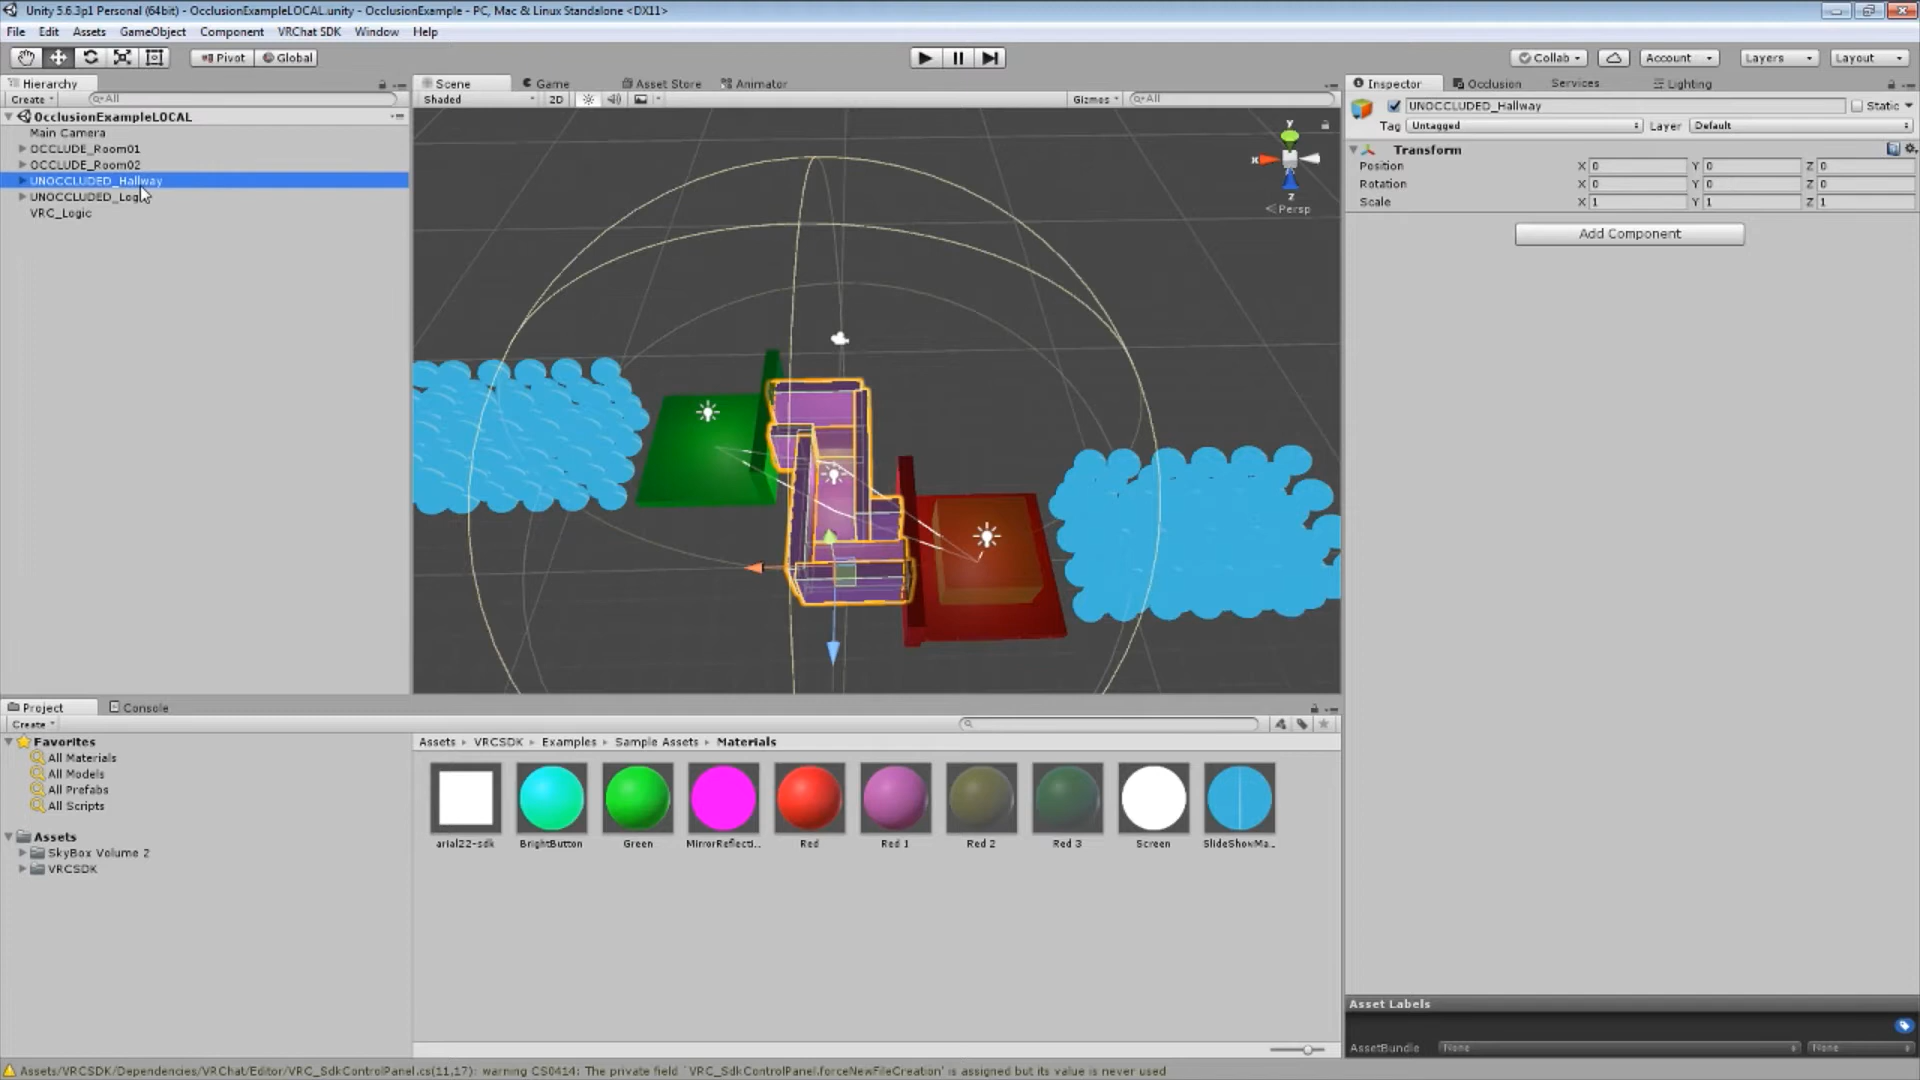 Unity 5.6.3p1 Personal (64bit) - OcclusionExampleLOCAL.unity - OcclusionExample - PC, Mac & Linux Standalone <DX11>
File Edit Assets GameObject Component VRChat SDK Window Help
Pivot Global Collab Account Layers Layout
Hierarchy
Create All
OcclusionExampleLOCAL
Main Camera
OCCLUDE_Room01
OCCLUDE_Room02
UNOCCLUDED_Hallway
UNOCCLUDED_Logi
VRC_Logic
Scene Game Asset Store Animator
Shaded 2D Gizmos All
y
x
z
Persp
Inspector Occlusion Services Lighting
UNOCCLUDED_Hallway Static
Tag Untagged Layer Default
Transform
Position X 0 Y 0 Z 0
Rotation X 0 Y 0 Z 0
Scale X 1 Y 1 Z 1
Add Component
Project Console
Create
Favorites
All Materials
All Models
All Prefabs
All Scripts
Assets
SkyBox Volume 2
VRCSDK
Assets VRCSDK Examples Sample Assets Materials
arial22-sdk BrightButton Green MirrorReflecti... Red Red 1 Red 2 Red 3 Screen SlideShowMa...
Asset Labels
AssetBundle None None
Assets/VRCSDK/Dependencies/VRChat/Editor/VRC_SdkControlPanel.cs(11,17): warning CS0414: The private field `VRC_SdkControlPanel.forceNewFileCreation' is assigned but its value is never used